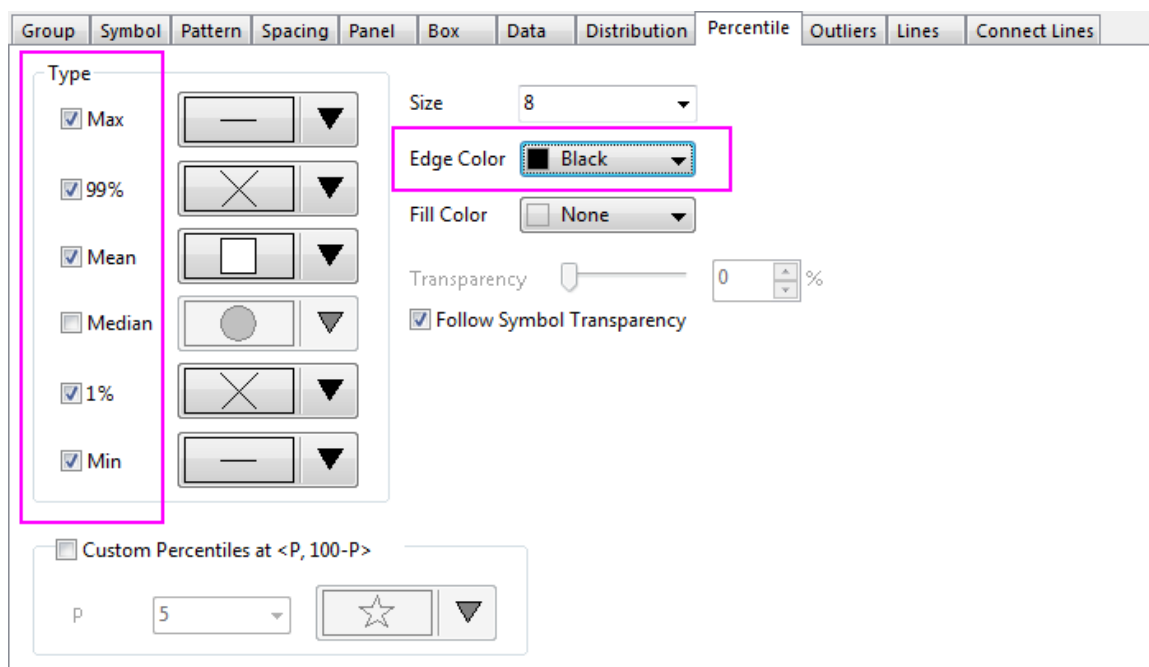 Group Symbol Pattern Spacing Panel Box Data Distribution Percentile Outliers Lines Connect Lines
Type
Max
99%
Mean
Median
1%
Min
Size 8
Edge Color Black
Fill Color None
Transparency 0 %
Follow Symbol Transparency
Custom Percentiles at <P, 100-P>
P 5